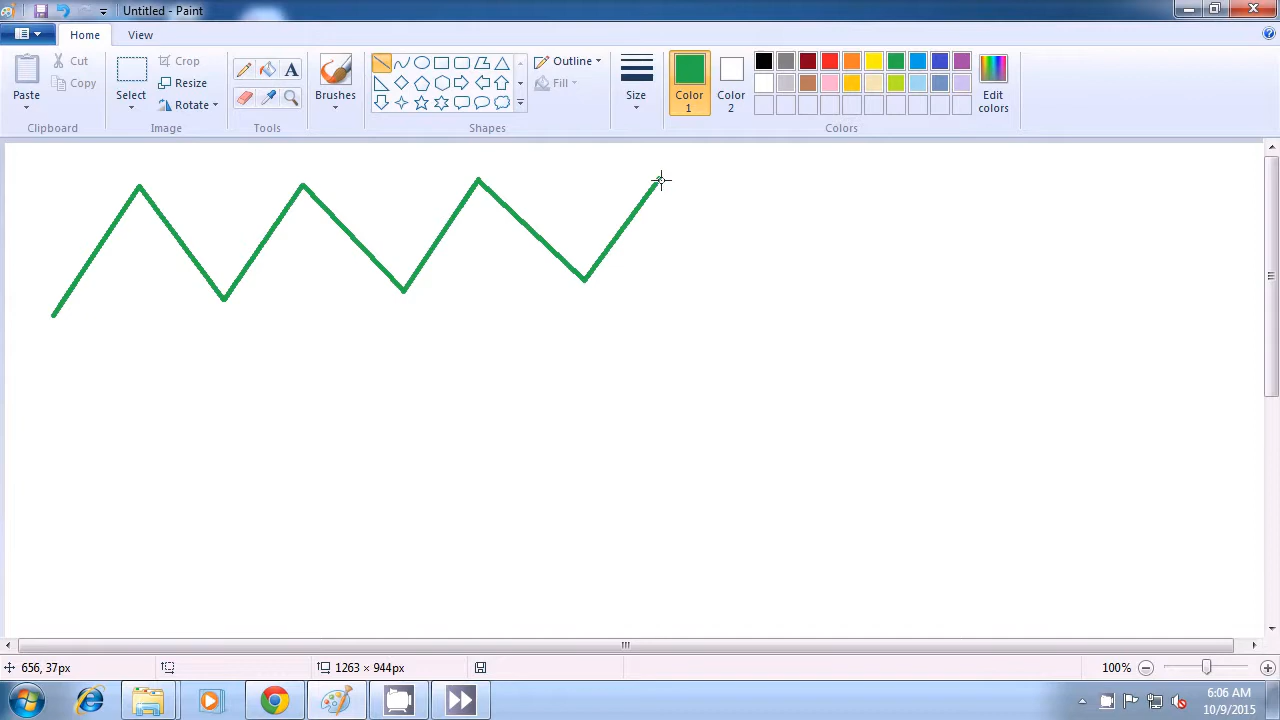 Untitled - Paint
Home View
Paste
Cut
Copy
Clipboard
Select
Crop
Resize
Rotate
Image
A
Tools
Brushes
Outline
Fill
Shapes
Size
Color
1
Color
2
Edit
colors
Colors
656, 37px
1263 × 944px
100%
6:06 AM
10/9/2015